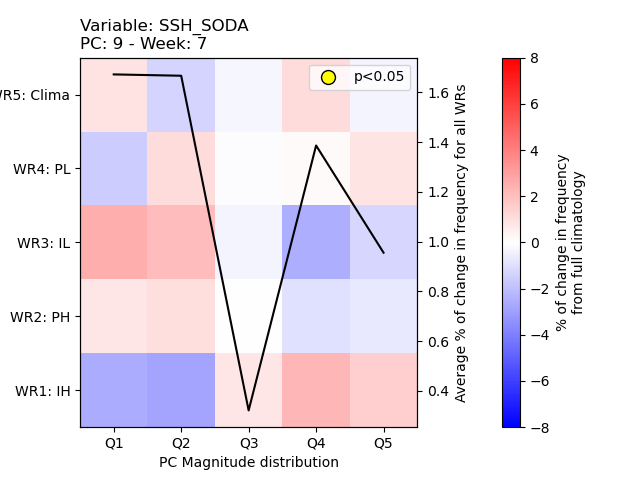 Variable: SSH_SODA
PC: 9 - Week: 7
p<0.05
WR5: Clima
WR4: PL
WR3: IL
WR2: PH
WR1: IH
Q1 Q2 Q3 Q4 Q5
PC Magnitude distribution
1.6
1.4
1.2
1.0
0.8
0.6
0.4
Average % of change in frequency for all WRs
8
6
4
2
0
−2
−4
−6
−8
% of change in frequency
from full climatology